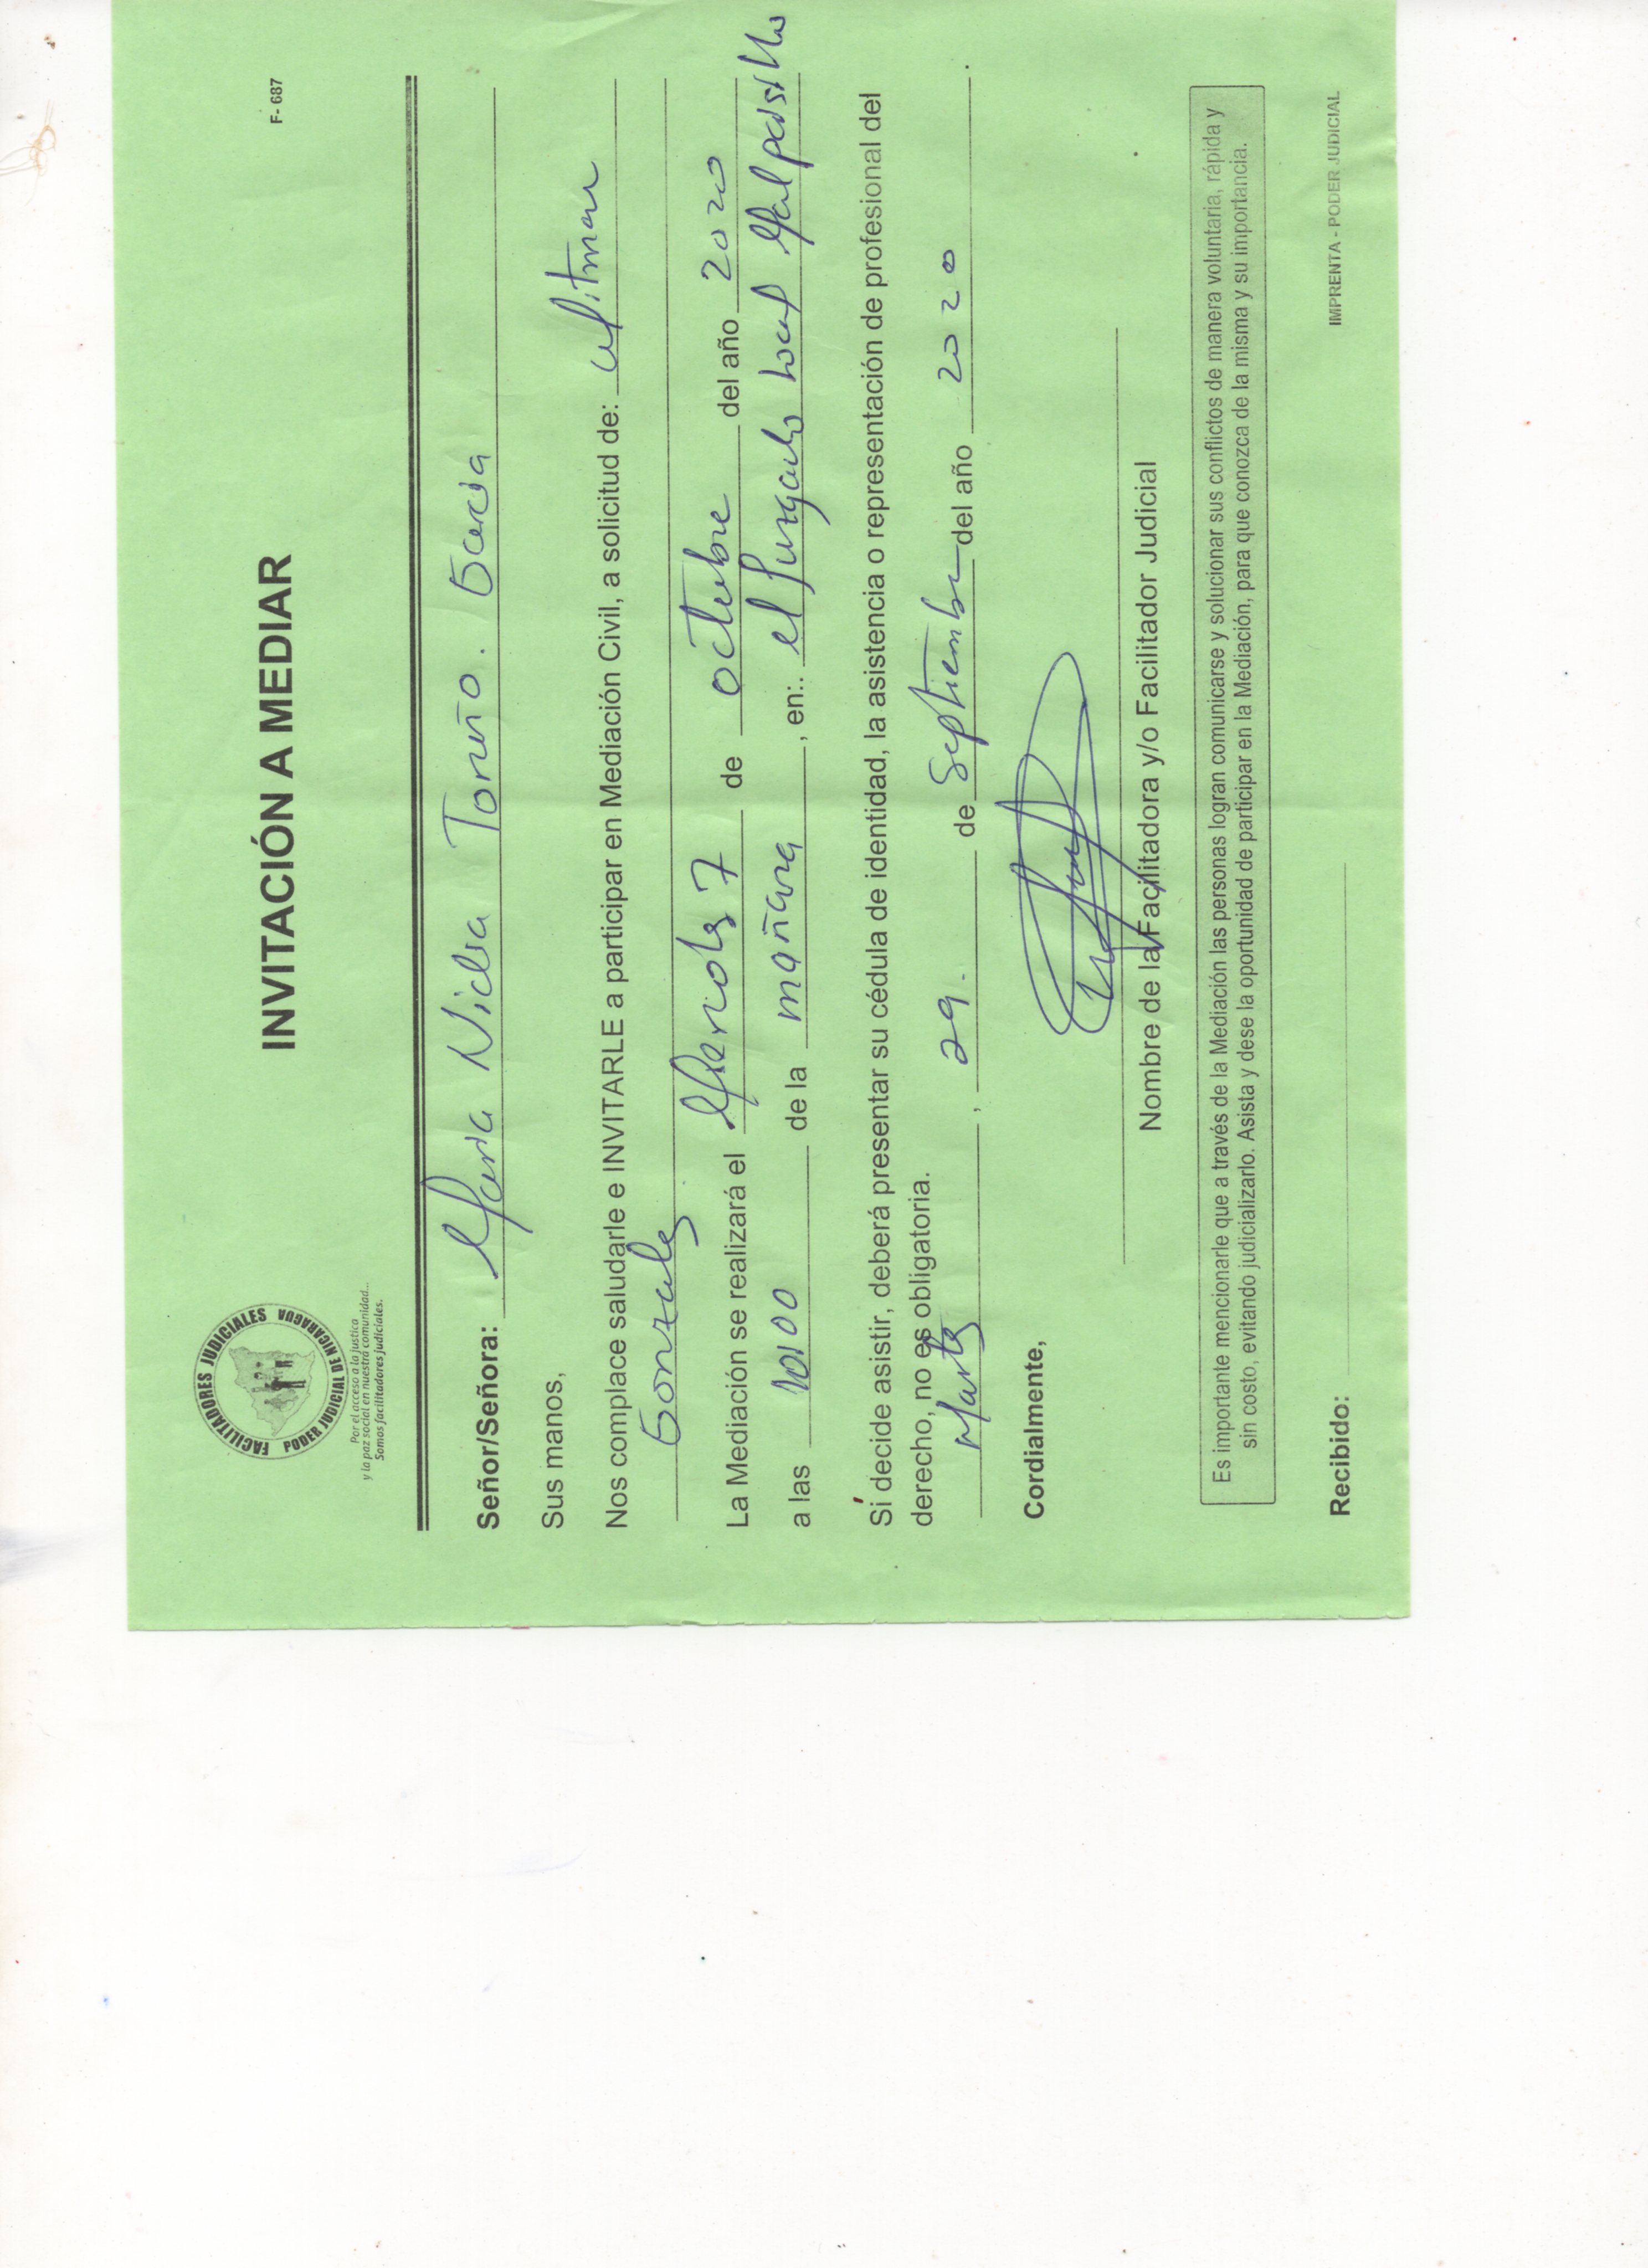 FACILITADORES JUDICIALES
PODER JUDICIAL DE NICARAGUA
Por el acceso a la justicia
y la paz social en nuestra comunidad...
Somos facilitadores judiciales.
F- 687
INVITACIÓN A MEDIAR
Señor/Señora: Maria Nidia Toruño. Garcia
Sus manos,
Nos complace saludarle e INVITARLE a participar en Mediación Civil, a solicitud de:
Gonzales
La Mediación se realizará el Miercoles 7 de octubre del año 2020
a las 10:00 de la mañana, en:. el Juzgado Local Malpaisillo
Sí decide asistir, deberá presentar su cédula de identidad, la asistencia o representación de profesional del
derecho, no es obligatoria.
Martes, 29. de Septiembre del año 2020.
Cordialmente,
Nombre de la Facilitadora y/o Facilitador Judicial
Es importante mencionarle que a través de la Mediación las personas logran comunicarse y solucionar sus conflictos de manera voluntaria, rápida y
sin costo, evitando judicializarlo. Asista y dese la oportunidad de participar en la Mediación, para que conozca de la misma y su importancia.
Recibido:
IMPRENTA - PODER JUDICIAL